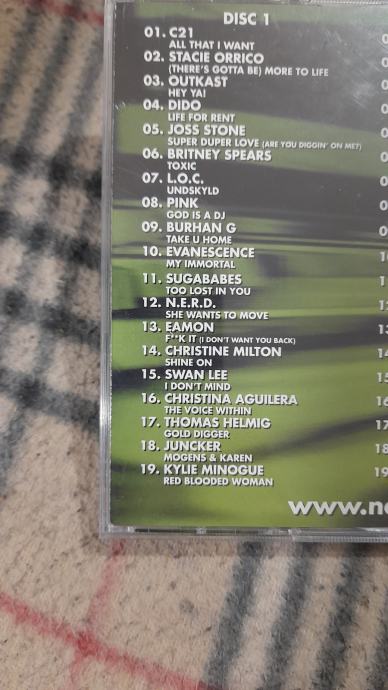 DISC 1
01. C21
ALL THAT I WANT
02. STACIE ORRICO
(THERE'S GOTTA BE) MORE TO LIFE
03. OUTKAST
HEY YA!
04. DIDO
LIFE FOR RENT
05. JOSS STONE
SUPER DUPER LOVE (ARE YOU DIGGIN' ON ME?)
06. BRITNEY SPEARS
TOXIC
07. L.O.C.
UNDSKYLD
08. PINK
GOD IS A DJ
09. BURHAN G
TAKE U HOME
10. EVANESCENCE
MY IMMORTAL
11. SUGABABES
TOO LOST IN YOU
12. N.E.R.D.
SHE WANTS TO MOVE
13. EAMON
F**K IT (I DON'T WANT YOU BACK)
14. CHRISTINE MILTON
SHINE ON
15. SWAN LEE
I DON'T MIND
16. CHRISTINA AGUILERA
THE VOICE WITHIN
17. THOMAS HELMIG
GOLD DIGGER
18. JUNCKER
MOGENS & KAREN
19. KYLIE MINOGUE
RED BLOODED WOMAN